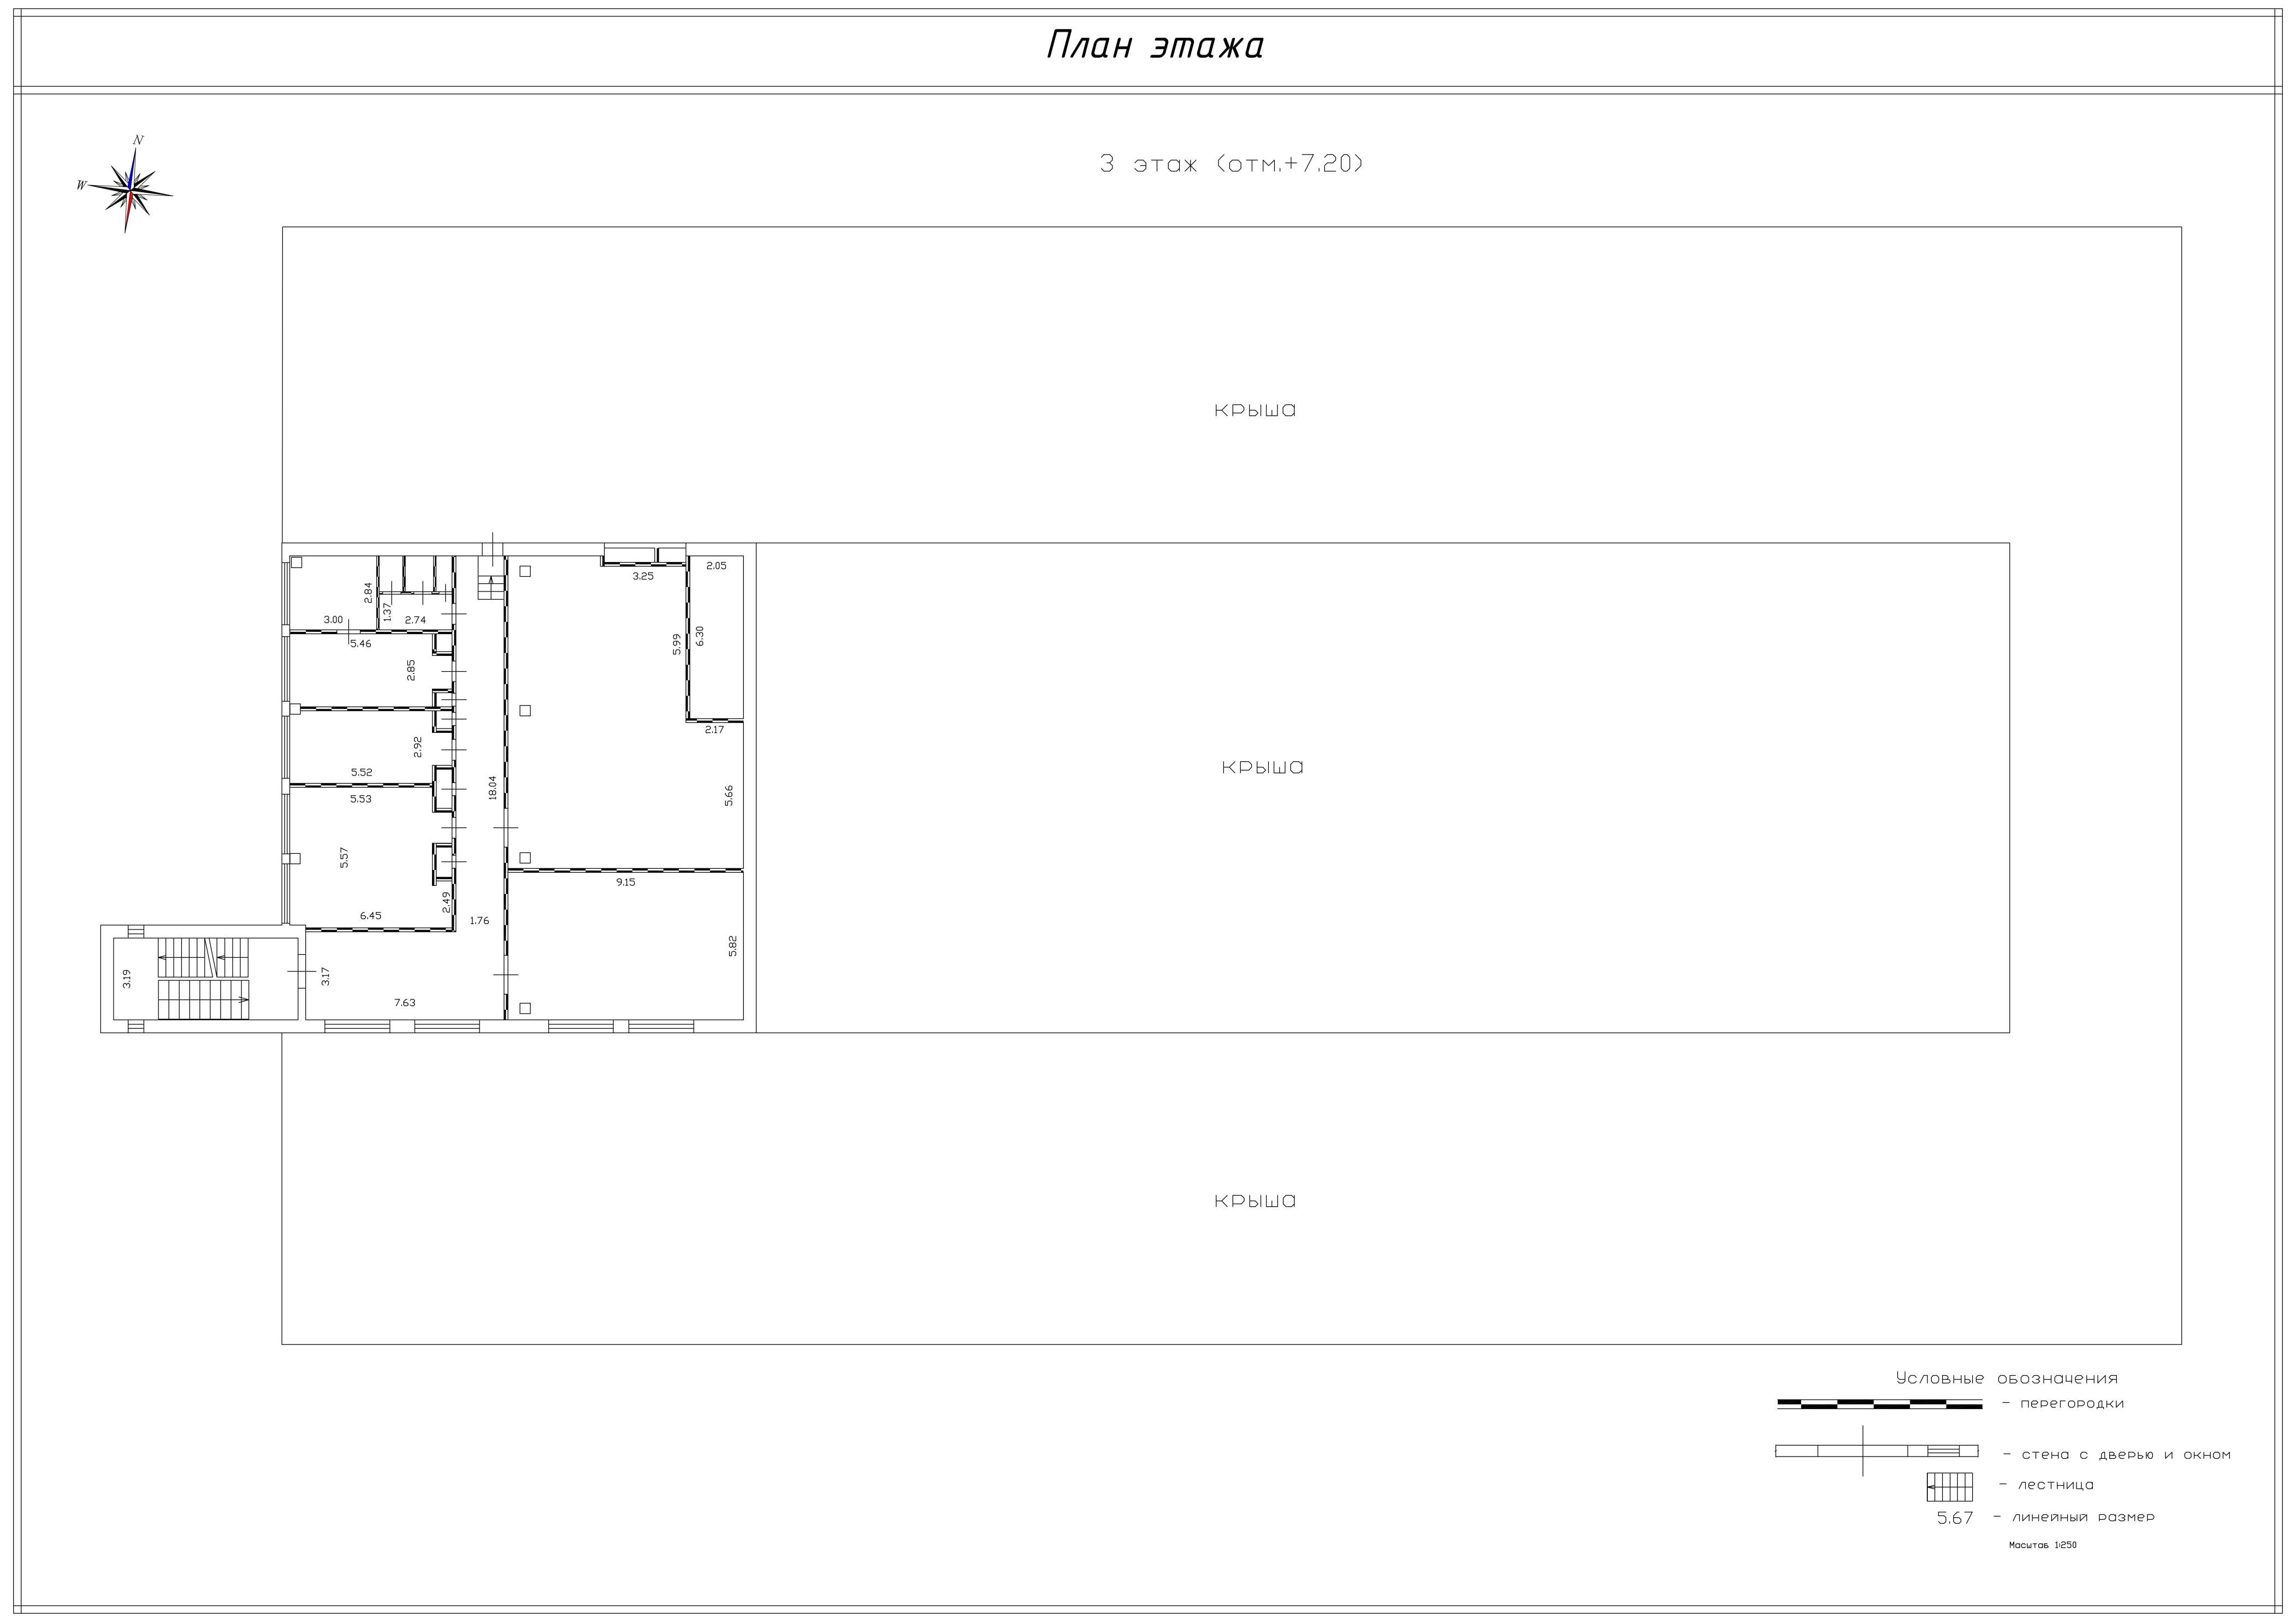 План этажа
N
W
3 этаж (отм.+7.20)
крыша
2.05
3.25
2.84
1.37
3.00
2.74
5.46
5.99
6.30
2.85
2.17
2.92
5.52
18.04
5.66
5.53
крыша
5.57
9.15
2.49
6.45
1.76
5.82
3.19
3.17
7.63
крыша
Условные обозначения
- перегородки
- стена с дверью и окном
- лестница
5.67 - линейный размер
Масштаб 1:250